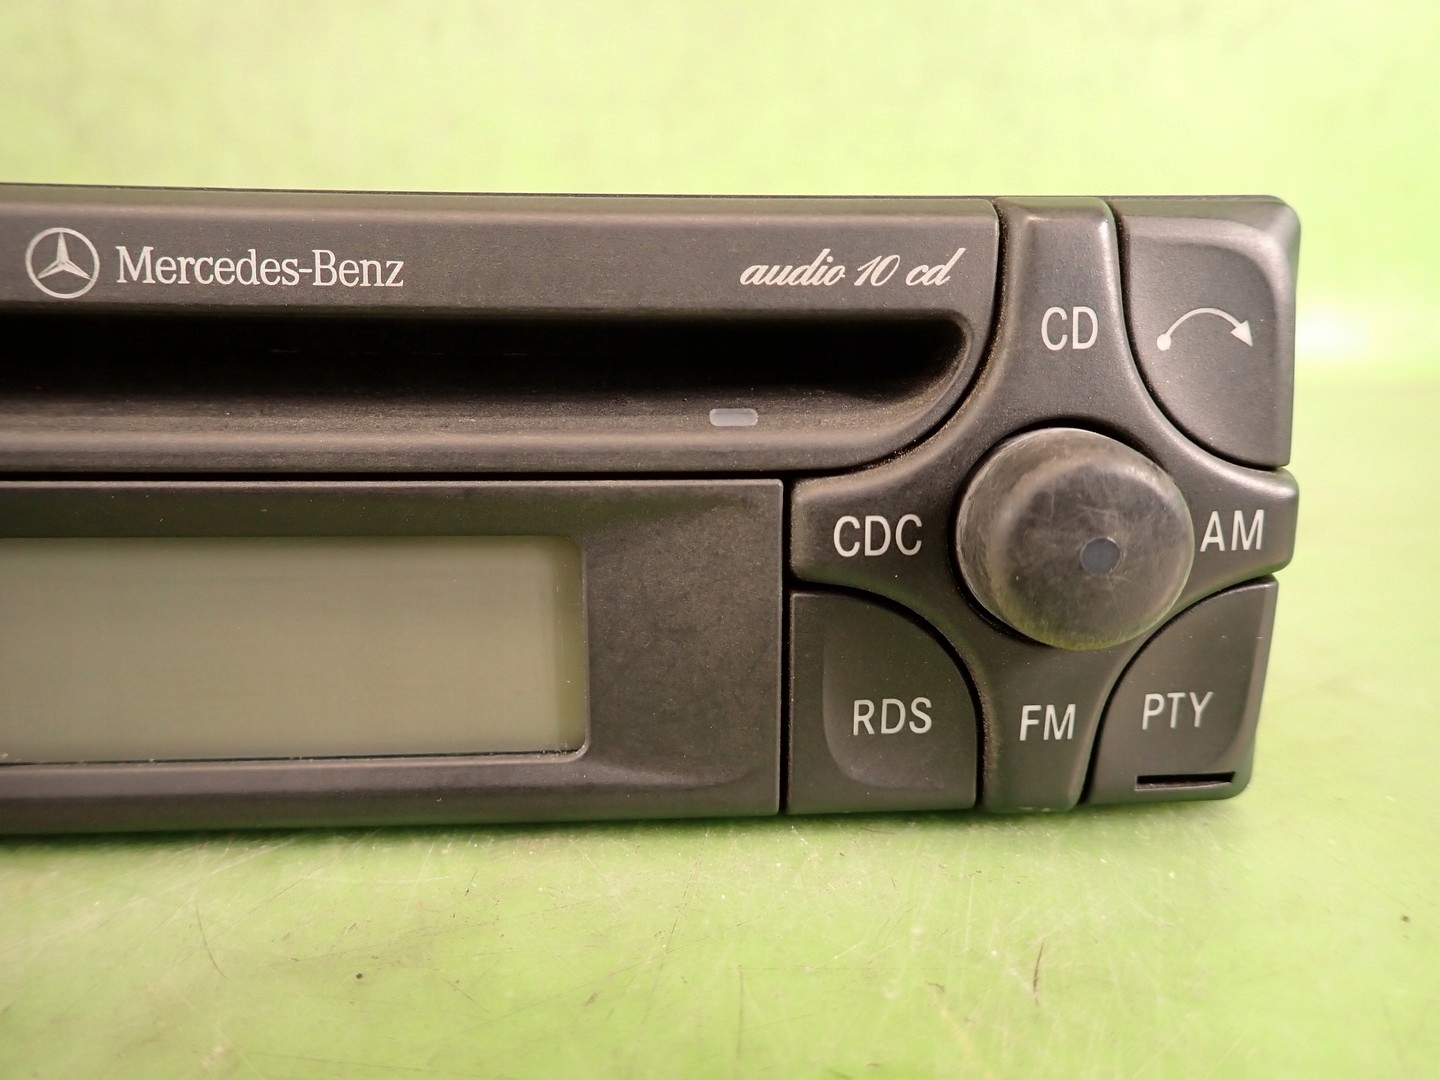 Mercedes-Benz
audio 10 cd
CD
CDC
AM
RDS
FM
PTY